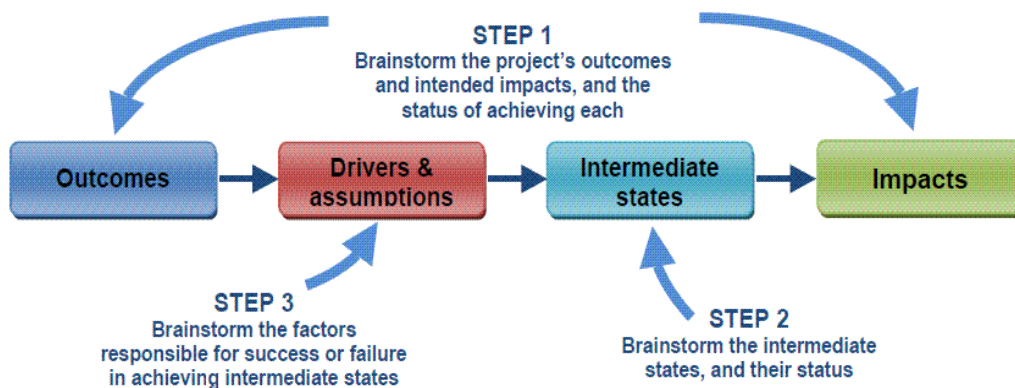 STEP 1
Brainstorm the project's outcomes
and intended impacts, and the
status of achieving each
Outcomes
Drivers &
assumptions
Intermediate
states
Impacts
STEP 3
Brainstorm the factors
responsible for success or failure
in achieving intermediate states
STEP 2
Brainstorm the intermediate
states, and their status